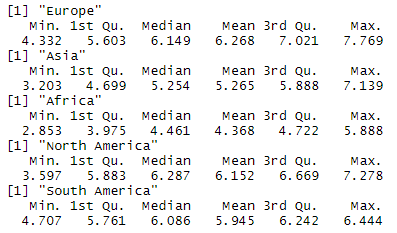 [1] "Europe"
Min. 1st Qu. Median Mean 3rd Qu. Max.
4.332 5.603 6.149 6.268 7.021 7.769
[1] "Asia"
Min. 1st Qu. Median Mean 3rd Qu. Max.
3.203 4.699 5.254 5.265 5.888 7.139
[1] "Africa"
Min. 1st Qu. Median Mean 3rd Qu. Max.
2.853 3.975 4.461 4.368 4.722 5.888
[1] "North America"
Min. 1st Qu. Median Mean 3rd Qu. Max.
3.597 5.883 6.287 6.152 6.669 7.278
[1] "South America"
Min. 1st Qu. Median Mean 3rd Qu. Max.
4.707 5.761 6.086 5.945 6.242 6.444